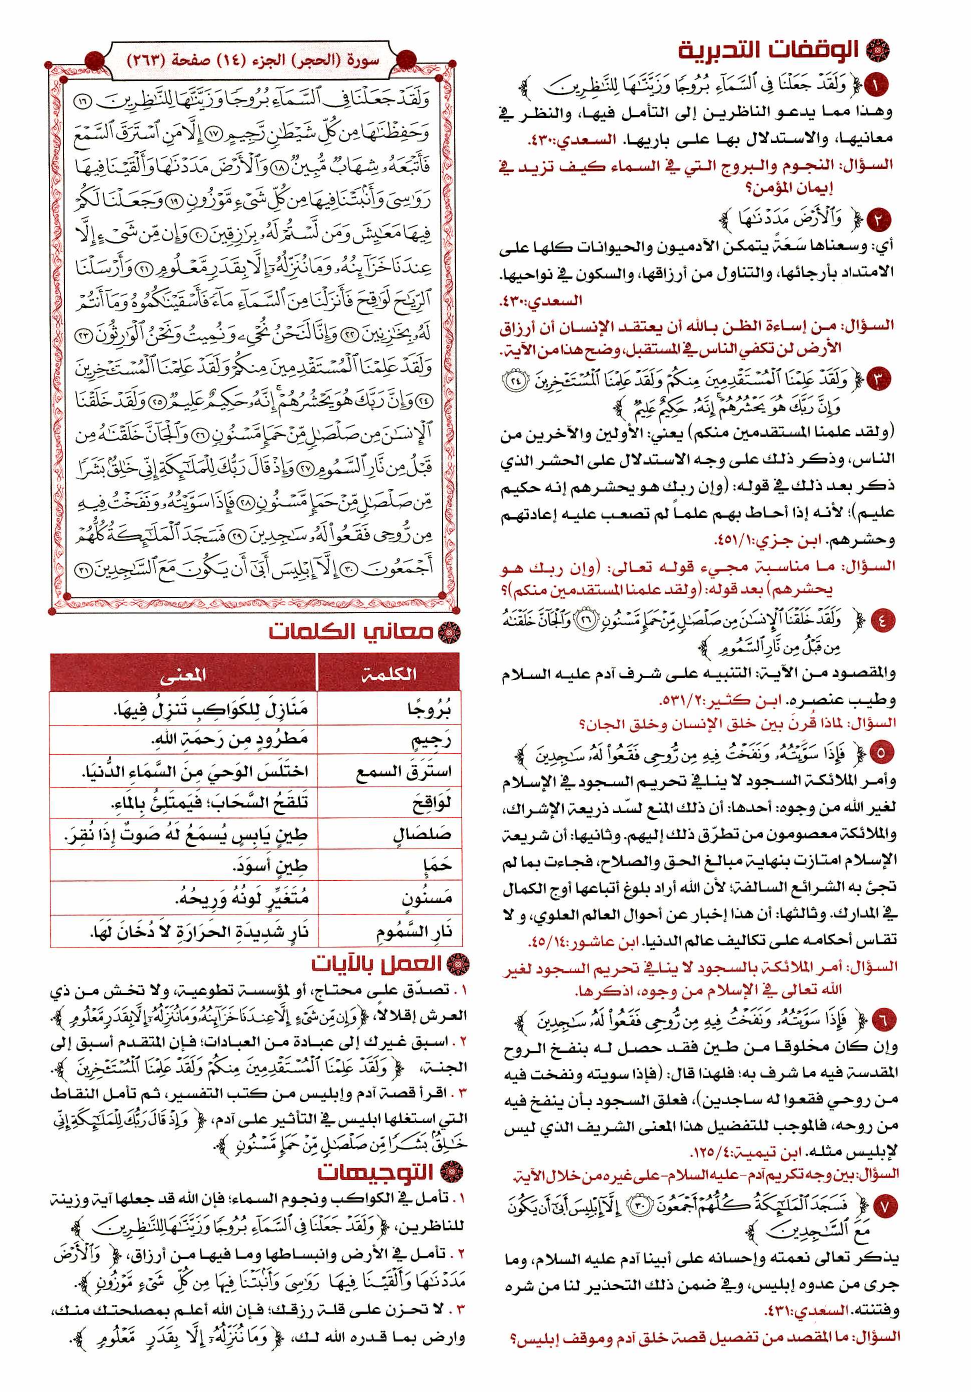 الوقفات التدبرية
١ ﴿ وَلَقَدْ جَعَلْنَا فِي السَّمَاءِ بُرُوجًا وَزَيَّنَّاهَا لِلنَّاظِرِينَ ﴾
وهذا مما يدعو الناظرين إلى التأمل فيها، والنظر في
معانيها، والاستدلال بها على باريها. السعدي:٤٣٠.
السؤال: النجوم والبروج التي في السماء كيف تزيد في
إيمان المؤمن؟
٢ ﴿ وَالْأَرْضَ مَدَدْنَاهَا ﴾
أي: وسعناها سَعَةً يتمكن الآدميون والحيوانات كلها على
الامتداد بأرجائها، والتناول من أرزاقها، والسكون في نواحيها.
السعدي:٤٣٠.
السؤال: من إساءة الظن بالله أن يعتقد الإنسان أن أرزاق
الأرض لن تكفي الناس في المستقبل، وضح هذا من الآية.
٣ ﴿ وَلَقَدْ عَلِمْنَا الْمُسْتَقْدِمِينَ مِنكُمْ وَلَقَدْ عَلِمْنَا الْمُسْتَأْخِرِينَ ﴿٢٤﴾
وَإِنَّ رَبَّكَ هُوَ يَحْشُرُهُمْ إِنَّهُ حَكِيمٌ عَلِيمٌ ﴾
(ولقد علمنا المستقدمين منكم) يعني: الأولين والآخرين من
الناس، وذكر ذلك على وجه الاستدلال على الحشر الذي
ذكر بعد ذلك في قوله: (وإن ربك هو يحشرهم إنه حكيم
عليم)؛ لأنه إذا أحاط بهم علماً لم تصعب عليه إعادتهم
وحشرهم. ابن جزي:٤٥١/١.
السؤال: ما مناسبة مجيء قوله تعالى: (وإن ربك هو
يحشرهم) بعد قوله: (ولقد علمنا المستقدمين منكم)؟
٤ ﴿ وَلَقَدْ خَلَقْنَا الْإِنسَانَ مِن صَلْصَالٍ مِّنْ حَمَإٍ مَّسْنُونٍ ﴿٢٦﴾ وَالْجَانَّ خَلَقْنَاهُ
مِن قَبْلُ مِن نَّارِ السَّمُومِ ﴾
والمقصود من الآية: التنبيه على شرف آدم عليه السلام
وطيب عنصره. ابن كثير:٥٣١/٢.
السؤال: لماذا قُرنَ بين خلق الإنسان وخلق الجان؟
٥ ﴿ فَإِذَا سَوَّيْتُهُ وَنَفَخْتُ فِيهِ مِن رُّوحِي فَقَعُوا لَهُ سَاجِدِينَ ﴾
وأمر الملائكة السجود لا ينافي تحريم السجود في الإسلام
لغير الله من وجوه: أحدها: أن ذلك المنع لسدّ ذريعة الإشراك،
والملائكة معصومون من تطرّق ذلك إليهم. وثانيها: أن شريعة
الإسلام امتازت بنهاية مبالغ الحق والصلاح، فجاءت بما لم
تجئ به الشرائع السالفة؛ لأن الله أراد بلوغ أتباعها أوج الكمال
في المدارك. وثالثها: أن هذا إخبار عن أحوال العالم العلوي، ولا
تقاس أحكامه على تكاليف عالم الدنيا. ابن عاشور:٤٥/١٤.
السؤال: أمر الملائكة بالسجود لا ينافي تحريم السجود لغير
الله تعالى في الإسلام من وجوه، اذكرها.
٦ ﴿ فَإِذَا سَوَّيْتُهُ وَنَفَخْتُ فِيهِ مِن رُّوحِي فَقَعُوا لَهُ سَاجِدِينَ ﴾
وإن كان مخلوقا من طين فقد حصل له بنفخ الروح
المقدسة فيه ما شرف به؛ فلهذا قال: (فإذا سويته ونفخت فيه
من روحي فقعوا له ساجدين)، فعلق السجود بأن ينفخ فيه
من روحه، فالموجب للتفضيل هذا المعنى الشريف الذي ليس
لإبليس مثله. ابن تيمية:١٢٥/٤.
السؤال: بين وجه تكريم آدم -عليه السلام- على غيره من خلال الآية.
٧ ﴿ فَسَجَدَ الْمَلَائِكَةُ كُلُّهُمْ أَجْمَعُونَ ﴿٣٠﴾ إِلَّا إِبْلِيسَ أَبَى أَن يَكُونَ
مَعَ السَّاجِدِينَ ﴾
يذكر تعالى نعمته وإحسانه على أبينا آدم عليه السلام، وما
جرى من عدوه إبليس، وفي ضمن ذلك التحذير لنا من شره
وفتنته. السعدي:٤٣١.
السؤال: ما المقصد من تفصيل قصة خلق آدم وموقف إبليس؟
سورة (الحجر) الجزء (١٤) صفحة (٢٦٣)
وَلَقَدْ جَعَلْنَا فِي السَّمَاءِ بُرُوجًا وَزَيَّنَّاهَا لِلنَّاظِرِينَ ﴿١٦﴾
وَحَفِظْنَاهَا مِن كُلِّ شَيْطَانٍ رَّجِيمٍ ﴿١٧﴾ إِلَّا مَنِ اسْتَرَقَ السَّمْعَ
فَأَتْبَعَهُ شِهَابٌ مُّبِينٌ ﴿١٨﴾ وَالْأَرْضَ مَدَدْنَاهَا وَأَلْقَيْنَا فِيهَا
رَوَاسِيَ وَأَنبَتْنَا فِيهَا مِن كُلِّ شَيْءٍ مَّوْزُونٍ ﴿١٩﴾ وَجَعَلْنَا لَكُمْ
فِيهَا مَعَايِشَ وَمَن لَّسْتُمْ لَهُ بِرَازِقِينَ ﴿٢٠﴾ وَإِن مِّن شَيْءٍ إِلَّا
عِندَنَا خَزَائِنُهُ وَمَا نُنَزِّلُهُ إِلَّا بِقَدَرٍ مَّعْلُومٍ ﴿٢١﴾ وَأَرْسَلْنَا
الرِّيَاحَ لَوَاقِحَ فَأَنزَلْنَا مِنَ السَّمَاءِ مَاءً فَأَسْقَيْنَاكُمُوهُ وَمَا أَنتُمْ
لَهُ بِخَازِنِينَ ﴿٢٢﴾ وَإِنَّا لَنَحْنُ نُحْيِي وَنُمِيتُ وَنَحْنُ الْوَارِثُونَ ﴿٢٣﴾
وَلَقَدْ عَلِمْنَا الْمُسْتَقْدِمِينَ مِنكُمْ وَلَقَدْ عَلِمْنَا الْمُسْتَأْخِرِينَ
﴿٢٤﴾ وَإِنَّ رَبَّكَ هُوَ يَحْشُرُهُمْ إِنَّهُ حَكِيمٌ عَلِيمٌ ﴿٢٥﴾ وَلَقَدْ خَلَقْنَا
الْإِنسَانَ مِن صَلْصَالٍ مِّنْ حَمَإٍ مَّسْنُونٍ ﴿٢٦﴾ وَالْجَانَّ خَلَقْنَاهُ مِن
قَبْلُ مِن نَّارِ السَّمُومِ ﴿٢٧﴾ وَإِذْ قَالَ رَبُّكَ لِلْمَلَائِكَةِ إِنِّي خَالِقٌ بَشَرًا
مِّن صَلْصَالٍ مِّنْ حَمَإٍ مَّسْنُونٍ ﴿٢٨﴾ فَإِذَا سَوَّيْتُهُ وَنَفَخْتُ فِيهِ
مِن رُّوحِي فَقَعُوا لَهُ سَاجِدِينَ ﴿٢٩﴾ فَسَجَدَ الْمَلَائِكَةُ كُلُّهُمْ
أَجْمَعُونَ ﴿٣٠﴾ إِلَّا إِبْلِيسَ أَبَى أَن يَكُونَ مَعَ السَّاجِدِينَ ﴿٣١﴾
معاني الكلمات
الكلمة المعنى
بُرُوجًا مَنَازِلَ لِلكَوَاكِبِ تَنزِلُ فِيهَا.
رَجِيمٍ مَطرُودٍ مِن رَحمَةِ اللهِ.
استَرَقَ السمع اختَلَسَ الوَحيَ مِنَ السَّمَاءِ الدُّنيَا.
لَوَاقِحَ تَلقَحُ السَّحَابَ؛ فَيَمتَلِئُ بِالمَاءِ.
صَلصَالٍ طِينٍ يَابِسٍ يُسمَعُ لَهُ صَوتٌ إِذَا نُقِرَ.
حَمَإٍ طِينٍ أَسوَدَ.
مَسنُونٍ مُتَغَيِّرٍ لَونُهُ وَرِيحُهُ.
نَارِ السَّمُومِ نَارٍ شَدِيدَةِ الحَرَارَةِ لاَ دُخَانَ لَهَا.
العمل بالآيات
١. تصدّق على محتاج، أو لمؤسسة تطوعية، ولا تخش من ذي
العرش إقلالاً، ﴿ وَإِن مِّن شَيْءٍ إِلَّا عِندَنَا خَزَائِنُهُ وَمَا نُنَزِّلُهُ إِلَّا بِقَدَرٍ مَّعْلُومٍ ﴾.
٢. اسبق غيرك إلى عبادة من العبادات؛ فإن المتقدم أسبق إلى
الجنة، ﴿ وَلَقَدْ عَلِمْنَا الْمُسْتَقْدِمِينَ مِنكُمْ وَلَقَدْ عَلِمْنَا الْمُسْتَأْخِرِينَ ﴾.
٣. اقرأ قصة آدم وإبليس من كتب التفسير، ثم تأمل النقاط
التي استغلها ابليس في التأثير على آدم، ﴿ وَإِذْ قَالَ رَبُّكَ لِلْمَلَائِكَةِ إِنِّي
خَالِقٌ بَشَرًا مِّن صَلْصَالٍ مِّنْ حَمَإٍ مَّسْنُونٍ ﴾.
التوجيهات
١. تأمل في الكواكب ونجوم السماء؛ فإن الله قد جعلها آية وزينة
للناظرين، ﴿ وَلَقَدْ جَعَلْنَا فِي السَّمَاءِ بُرُوجًا وَزَيَّنَّاهَا لِلنَّاظِرِينَ ﴾
٢. تأمل في الأرض وانبساطها وما فيها من أرزاق، ﴿ وَالْأَرْضَ
مَدَدْنَاهَا وَأَلْقَيْنَا فِيهَا رَوَاسِيَ وَأَنبَتْنَا فِيهَا مِن كُلِّ شَيْءٍ مَّوْزُونٍ ﴾.
٣. لا تحزن على قلة رزقك؛ فإن الله أعلم بمصلحتك منك،
وارض بما قدره الله لك، ﴿ وَمَا نُنَزِّلُهُ إِلَّا بِقَدَرٍ مَّعْلُومٍ ﴾.